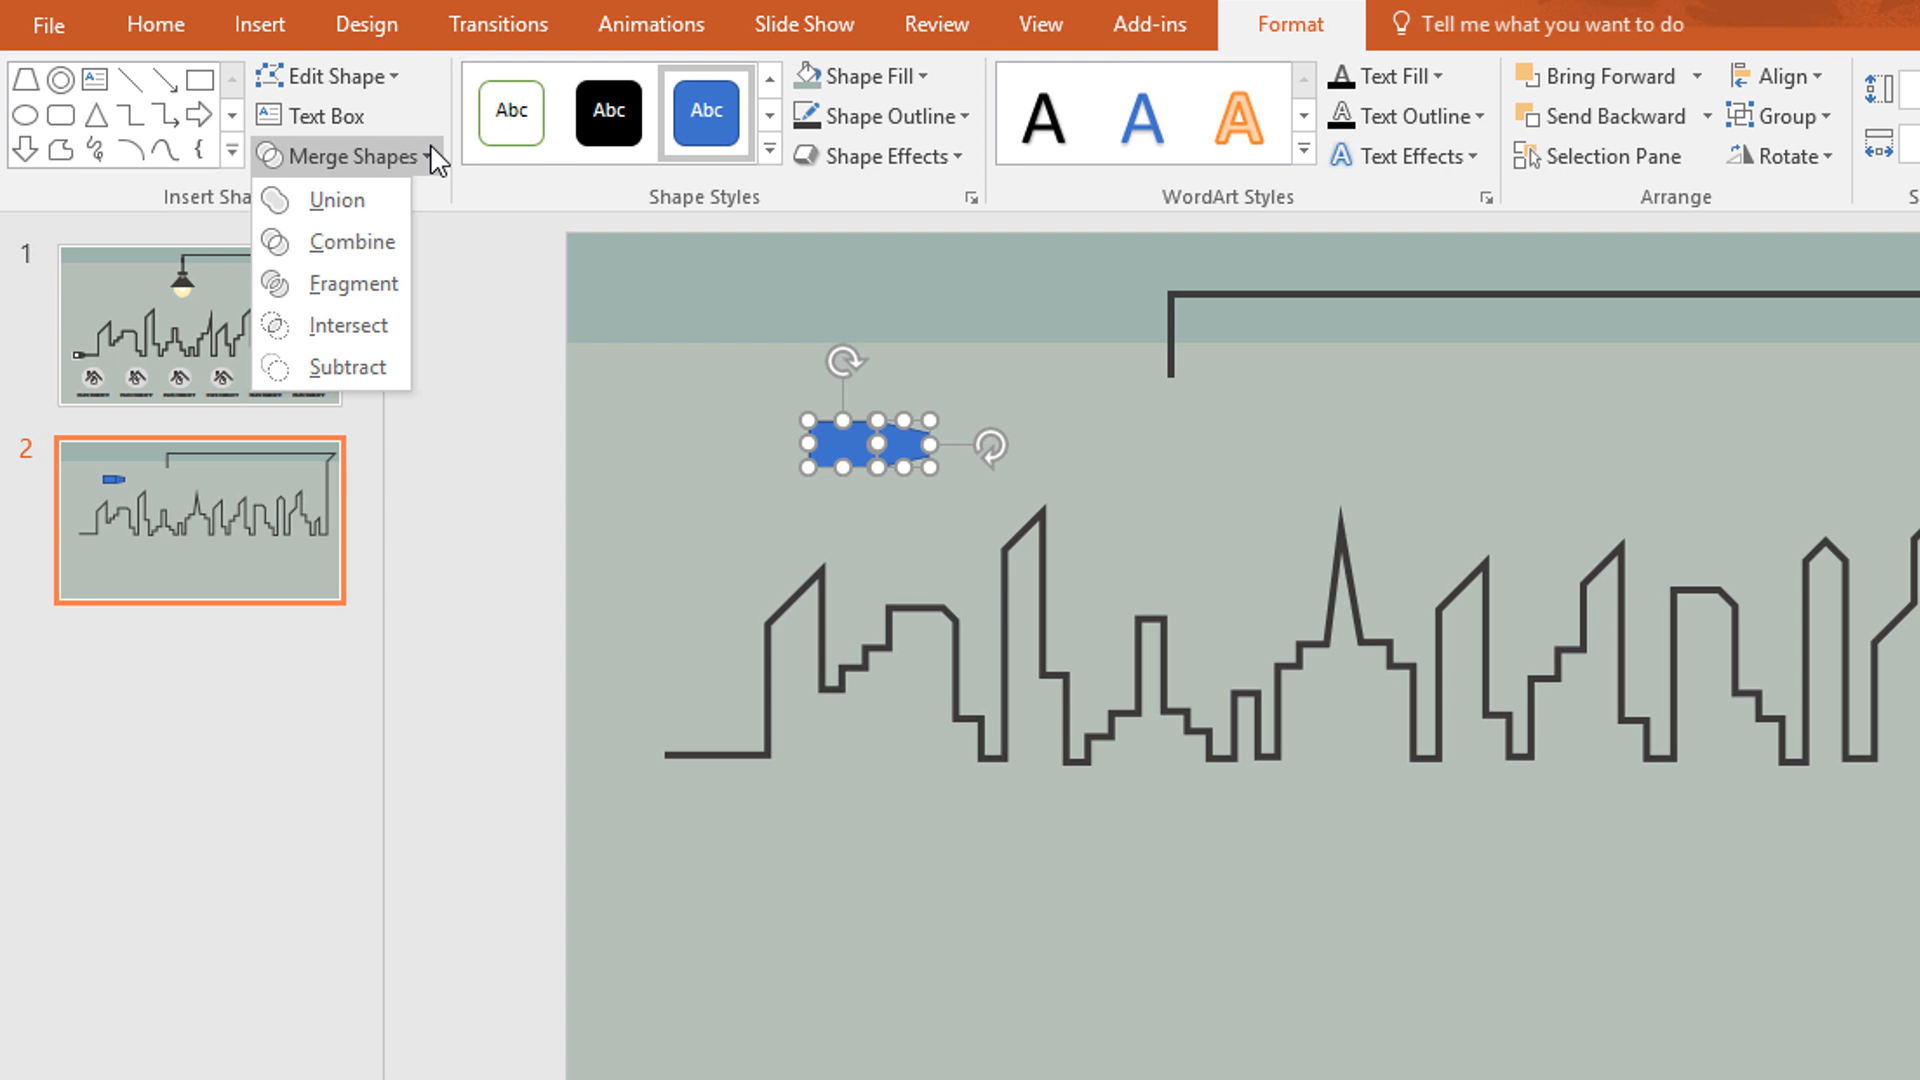 File Home Insert Design Transitions Animations Slide Show Review View Add-ins Format Tell me what you want to do
Edit Shape
Text Box
Merge Shapes
Insert Sha
Union
Combine
Fragment
Intersect
Subtract
Abc Abc Abc
Shape Fill
Shape Outline
Shape Effects
Shape Styles
A A A
Text Fill
Text Outline
Text Effects
WordArt Styles
Bring Forward
Send Backward
Selection Pane
Align
Group
Rotate
Arrange
S
1
2